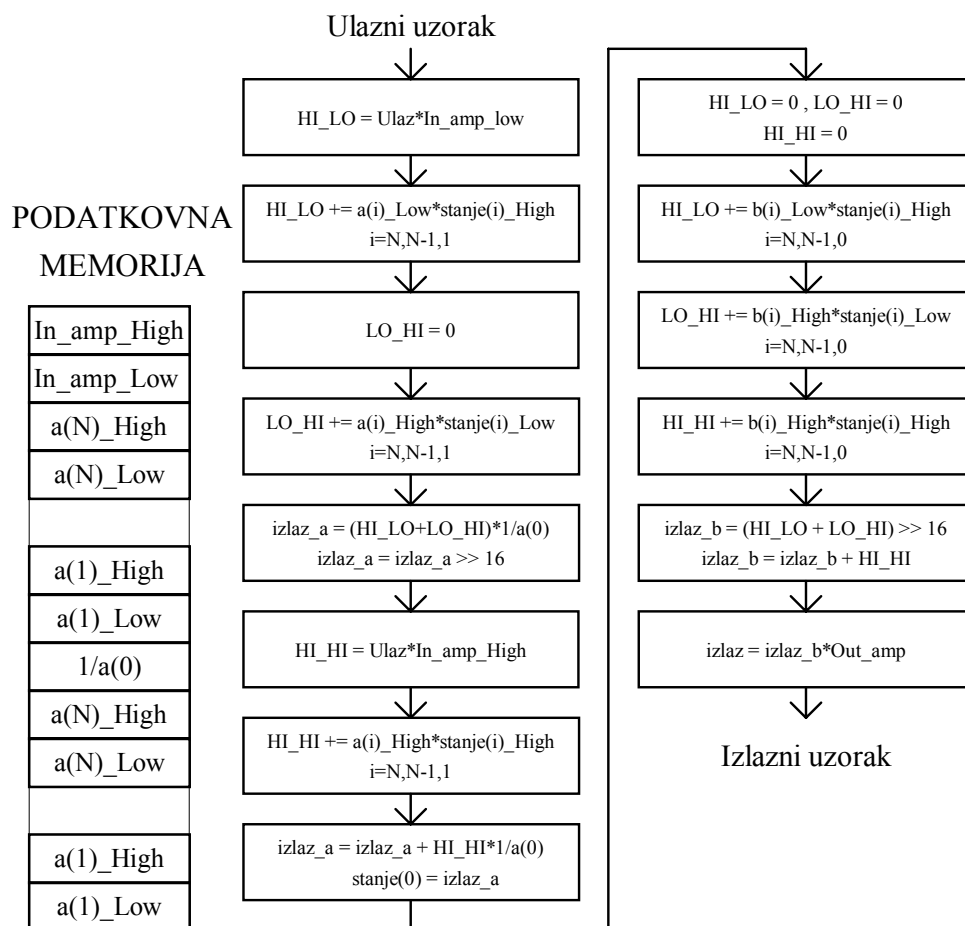 Ulazni uzorak
HI_LO = Ulaz*In_amp_low
HI_LO += a(i)_Low*stanje(i)_High
i=N,N-1,1
LO_HI = 0
LO_HI += a(i)_High*stanje(i)_Low
i=N,N-1,1
izlaz_a = (HI_LO+LO_HI)*1/a(0)
izlaz_a = izlaz_a >> 16
HI_HI = Ulaz*In_amp_High
HI_HI += a(i)_High*stanje(i)_High
i=N,N-1,1
izlaz_a = izlaz_a + HI_HI*1/a(0)
stanje(0) = izlaz_a
HI_LO = 0 , LO_HI = 0
HI_HI = 0
HI_LO += b(i)_Low*stanje(i)_High
i=N,N-1,0
LO_HI += b(i)_High*stanje(i)_Low
i=N,N-1,0
HI_HI += b(i)_High*stanje(i)_High
i=N,N-1,0
izlaz_b = (HI_LO + LO_HI) >> 16
izlaz_b = izlaz_b + HI_HI
izlaz = izlaz_b*Out_amp
Izlazni uzorak
PODATKOVNA
MEMORIJA
In_amp_High
In_amp_Low
a(N)_High
a(N)_Low
a(1)_High
a(1)_Low
1/a(0)
a(N)_High
a(N)_Low
a(1)_High
a(1)_Low